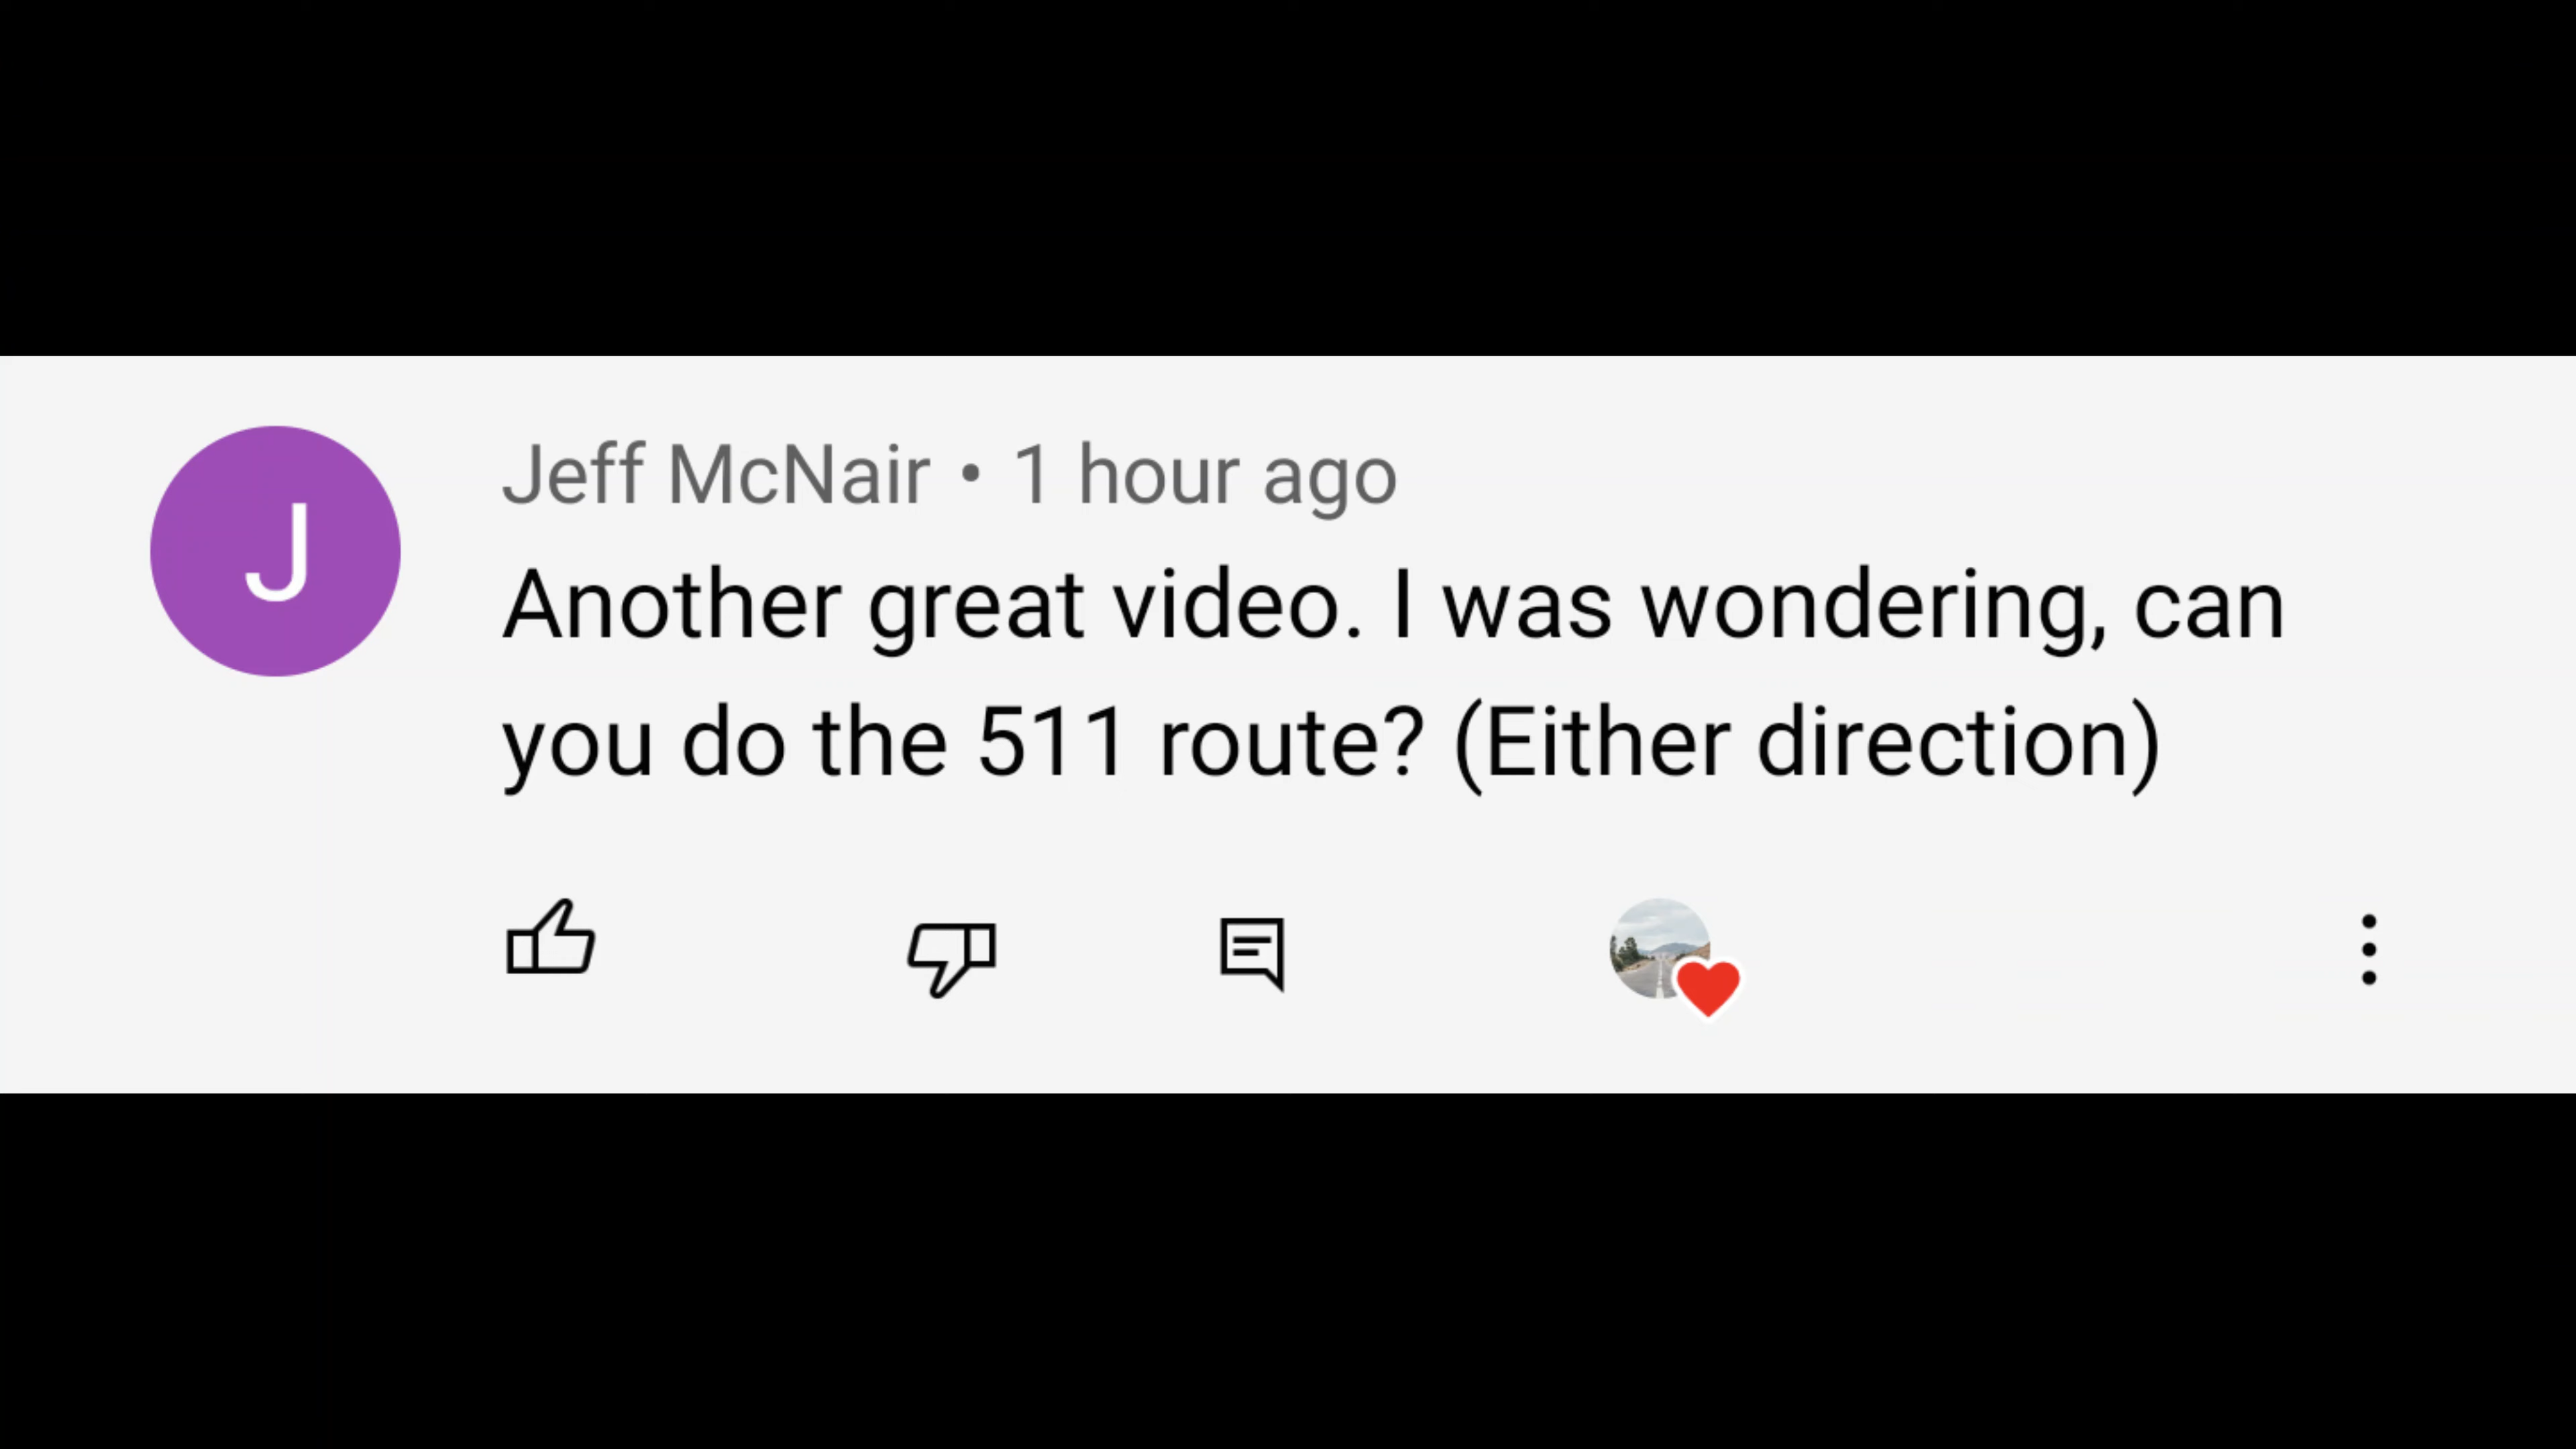 J
Jeff McNair • 1 hour ago
Another great video. I was wondering, can
you do the 511 route? (Either direction)